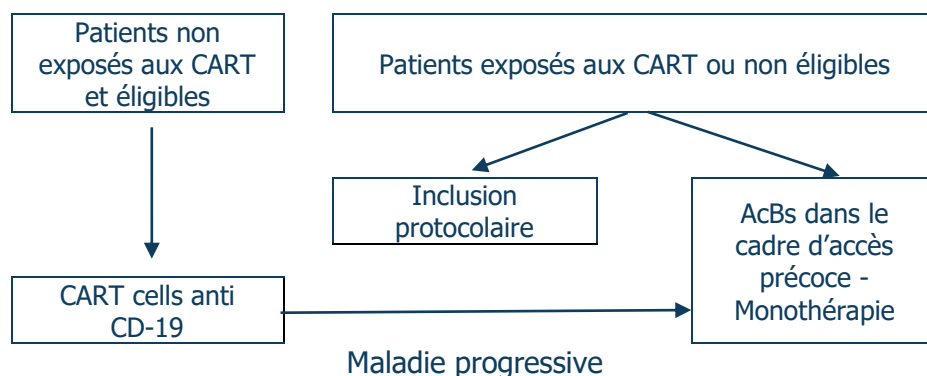 Patients non
exposés aux CART
et éligibles
Patients exposés aux CART ou non éligibles
Inclusion
protocolaire
AcBs dans le
cadre d’accès
précoce -
Monothérapie
CART cells anti
CD-19
Maladie progressive